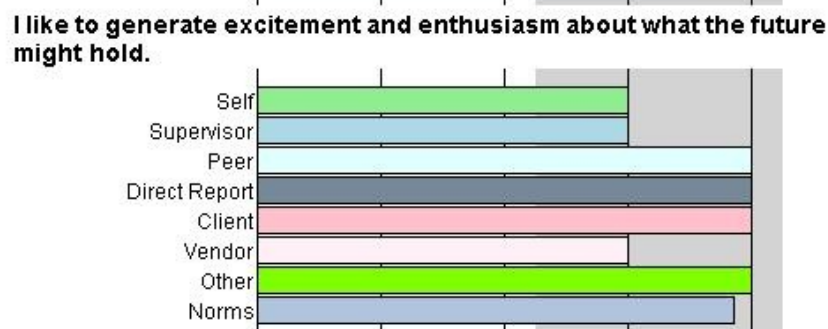 I like to generate excitement and enthusiasm about what the future
might hold.
Self
Supervisor
Peer
Direct Report
Client
Vendor
Other
Norms